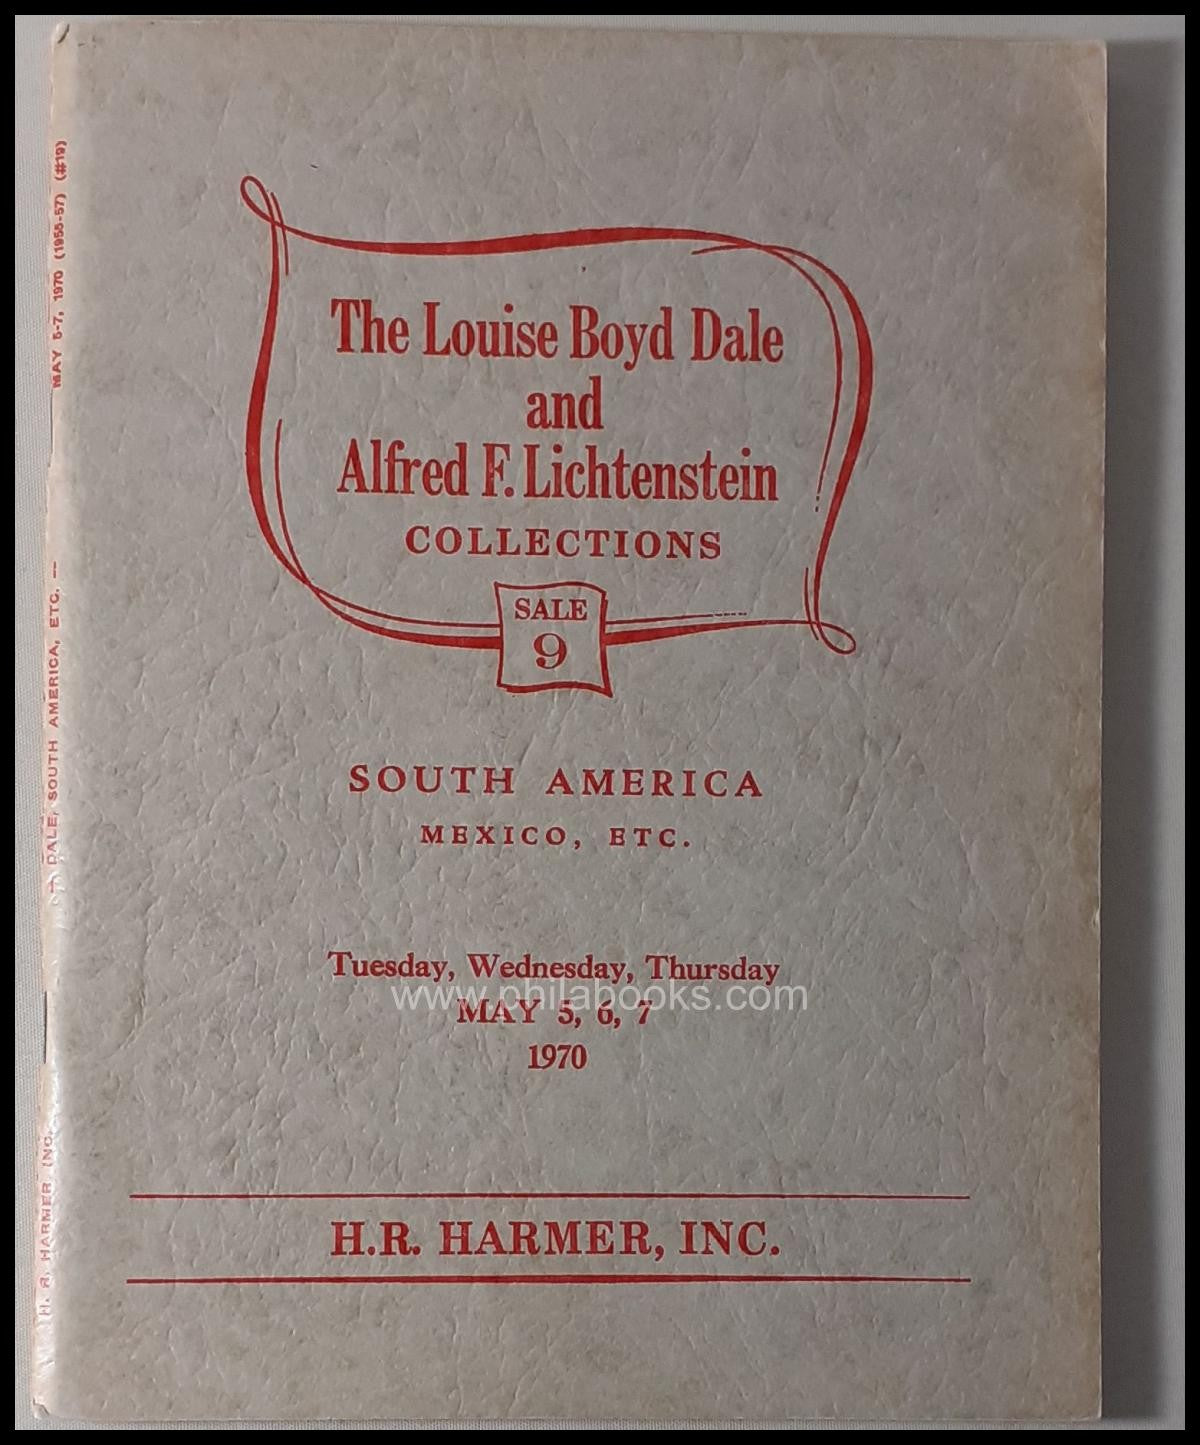 The Louise Boyd Dale
and
Alfred F. Lichtenstein
COLLECTIONS
SALE
9
SOUTH AMERICA
MEXICO, ETC.
Tuesday, Wednesday, Thursday
www.philabooks.com
MAY 5, 6, 7
1970
H.R. HARMER, INC.
H. R. HARMER INC. — DALE, SOUTH AMERICA, ETC. — MAY 5-7, 1970 (1955-57) (#19)